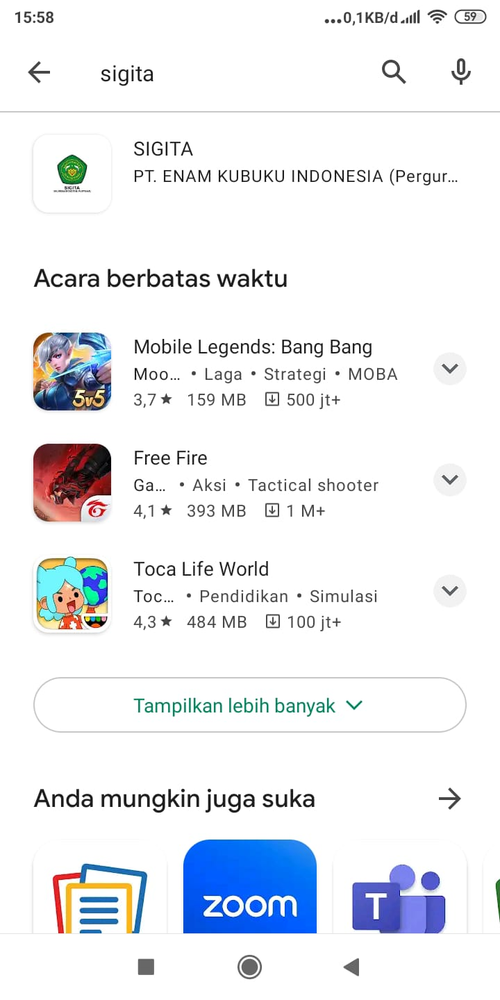 15:58
...0,1KB/d
59
sigita
SIGITA
PT. ENAM KUBUKU INDONESIA (Pergur...
SIGITA
Acara berbatas waktu
Mobile Legends: Bang Bang
Moo... • Laga • Strategi • MOBA
5v5
3,7★ 159 MB 500 jt+
Free Fire
Ga... • Aksi • Tactical shooter
4,1★ 393 MB 1 M+
Toca Life World
Toc... • Pendidikan • Simulasi
4,3★ 484 MB 100 jt+
Tampilkan lebih banyak
Anda mungkin juga suka
zoom
T